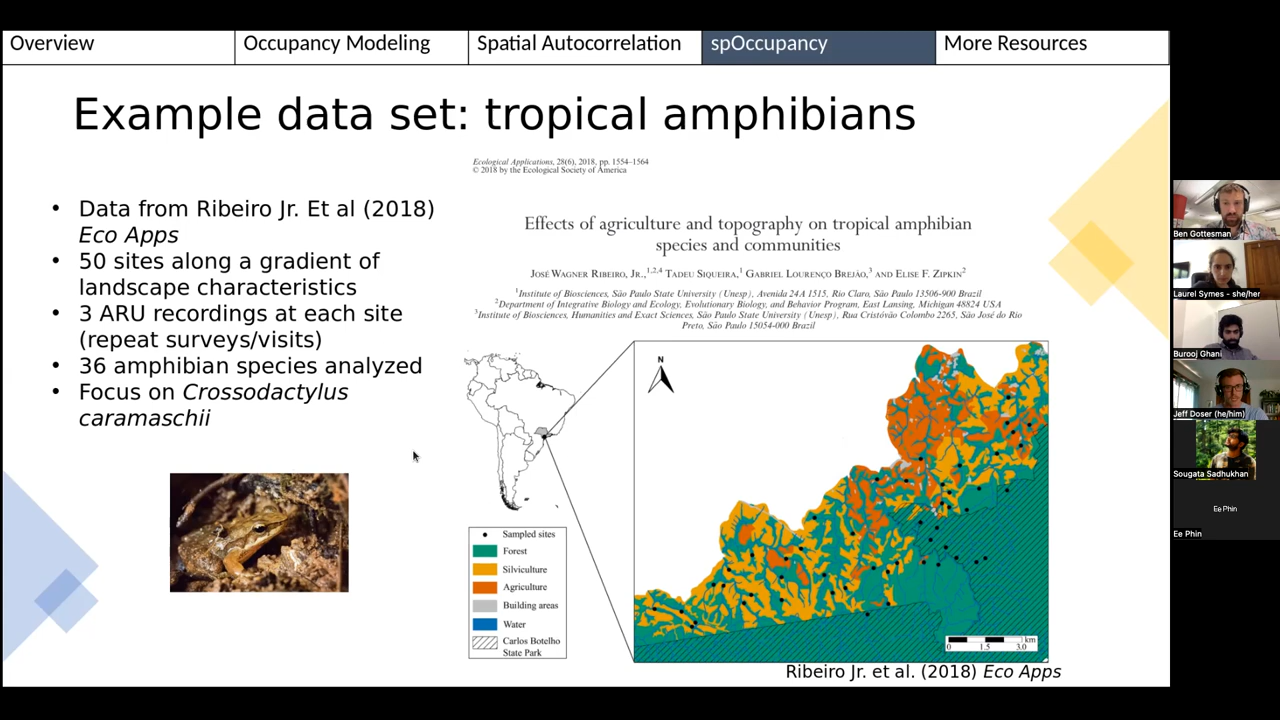 Overview
Occupancy Modeling
Spatial Autocorrelation
spOccupancy
More Resources
Example data set: tropical amphibians
• Data from Ribeiro Jr. Et al (2018)
Eco Apps
• 50 sites along a gradient of
landscape characteristics
• 3 ARU recordings at each site
(repeat surveys/visits)
• 36 amphibian species analyzed
• Focus on Crossodactylus
caramaschii
Ecological Applications, 28(6), 2018, pp. 1554–1564
© 2018 by the Ecological Society of America
Effects of agriculture and topography on tropical amphibian
species and communities
José Wagner Ribeiro, Jr.,1,2,4 Tadeu Siqueira,1 Gabriel Lourenço Brejão,3 and Elise F. Zipkin2
1Institute of Biosciences, São Paulo State University (Unesp), Avenida 24A 1515, Rio Claro, São Paulo 13506-900 Brazil
2Department of Integrative Biology and Ecology, Evolutionary Biology, and Behavior Program, East Lansing, Michigan 48824 USA
3Institute of Biosciences, Humanities and Exact Sciences, São Paulo State University (Unesp), Rua Cristóvão Colombo 2265, São José do Rio
Preto, São Paulo 15054-000 Brazil
N
Sampled sites
Forest
Silviculture
Agriculture
Building areas
Water
Carlos Botelho
State Park
km
0 1.5 3.0
Ribeiro Jr. et al. (2018) Eco Apps
Ben Gottesman
Laurel Symes - she/her
Burooj Ghani
Jeff Doser (he/him)
Sougata Sadhukhan
Ee Phin
Ee Phin